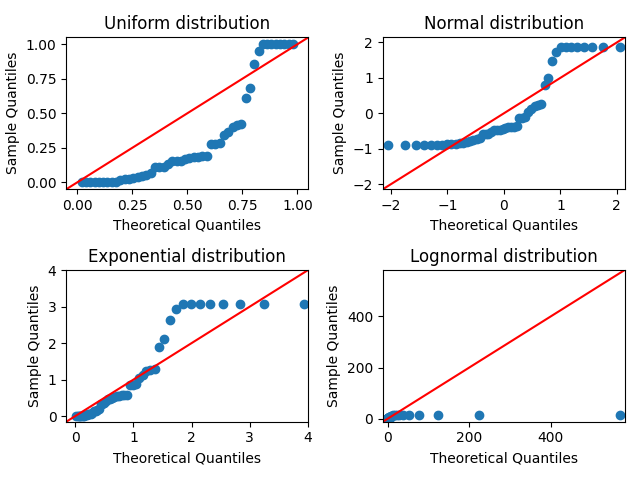 Uniform distribution
Sample Quantiles
1.00
0.75
0.50
0.25
0.00
0.00 0.25 0.50 0.75 1.00
Theoretical Quantiles
Normal distribution
Sample Quantiles
2
1
0
−1
−2
−2 −1 0 1 2
Theoretical Quantiles
Exponential distribution
Sample Quantiles
4
3
2
1
0
0 1 2 3 4
Theoretical Quantiles
Lognormal distribution
Sample Quantiles
400
200
0
0 200 400
Theoretical Quantiles